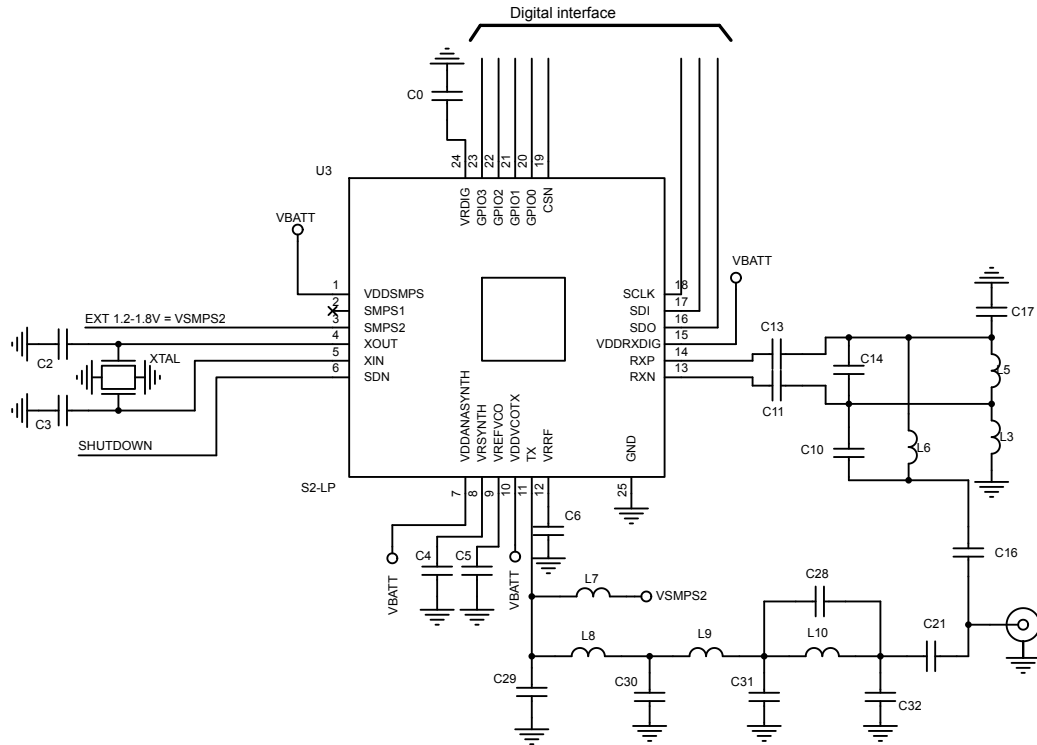 Digital interface
C0
24
23
22
21
20
19
U3
VRDIG
GPIO3
GPIO2
GPIO1
GPIO0
CSN
VBATT
VBATT
1
VDDSMPS
2
SMPS1
EXT 1.2-1.8V = VSMPS2
3
SMPS2
4
XOUT
5
XIN
6
SDN
C2
XTAL
C3
SHUTDOWN
SCLK
18
SDI
17
SDO
16
VDDRXDIG
15
RXP
14
RXN
13
C13
C11
C14
C17
L5
C10
L6
L3
VDDANASYNTH
VRSYNTH
VREFVCO
VDDVCOTX
TX
VRRF
GND
S2-LP
7
8
9
10
11
12
25
VBATT
C4
C5
VBATT
C6
C16
L7
VSMPS2
C28
L8
L9
L10
C21
C29
C30
C31
C32